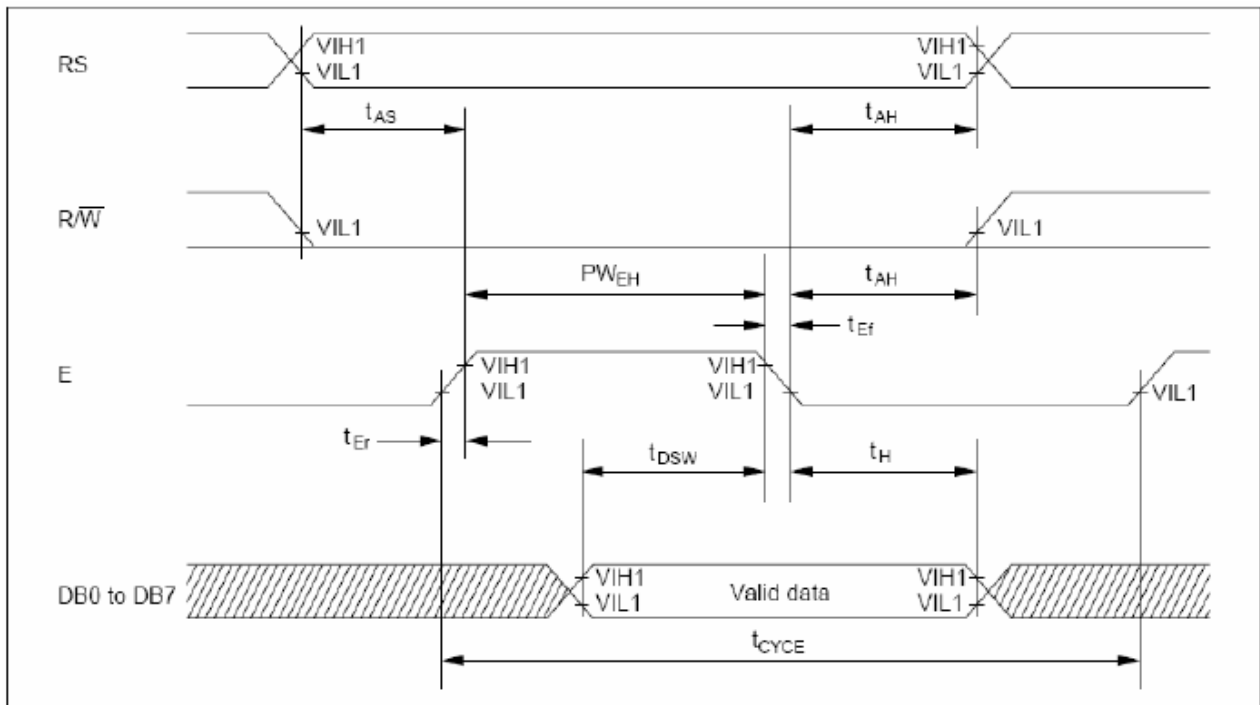 RS
VIH1
VIL1
VIH1
VIL1
tAS
tAH
R/W̅
VIL1
VIL1
PWEH
tAH
tEf
E
VIH1
VIL1
VIH1
VIL1
VIL1
tEr
tDSW
tH
DB0 to DB7
VIH1
VIL1
Valid data
VIH1
VIL1
tCYCE